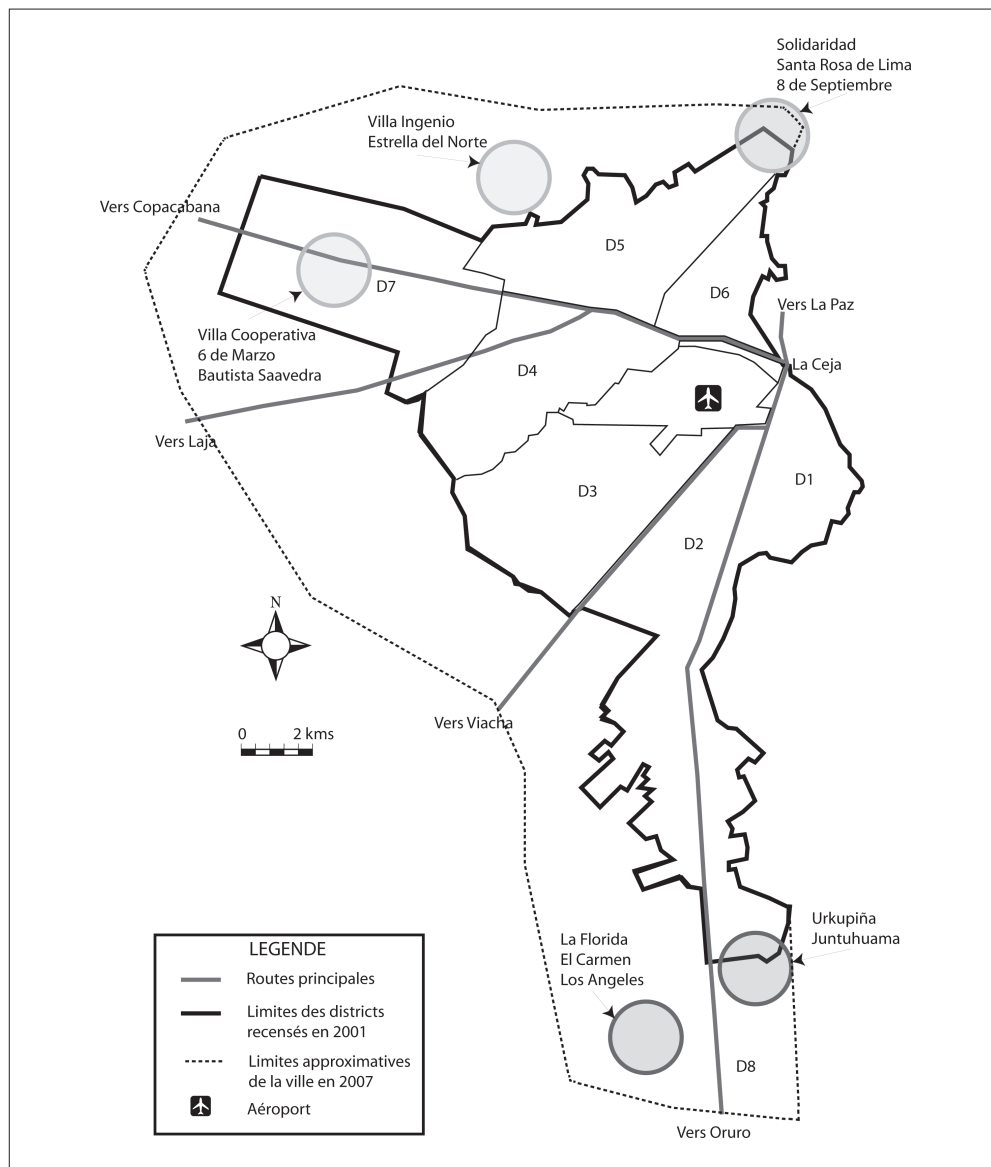 Solidaridad
Santa Rosa de Lima
8 de Septiembre
Villa Ingenio
Estrella del Norte
Vers Copacabana
D5
D7
D6
Vers La Paz
Villa Cooperativa
6 de Marzo
Bautista Saavedra
La Ceja
D4
Vers Laja
D1
D3
D2
N
Vers Viacha
0 2 kms
Urkupiña
Juntuhuama
La Florida
El Carmen
Los Angeles
D8
Vers Oruro
LEGENDE
Routes principales
Limites des districts
recensés en 2001
Limites approximatives
de la ville en 2007
Aéroport